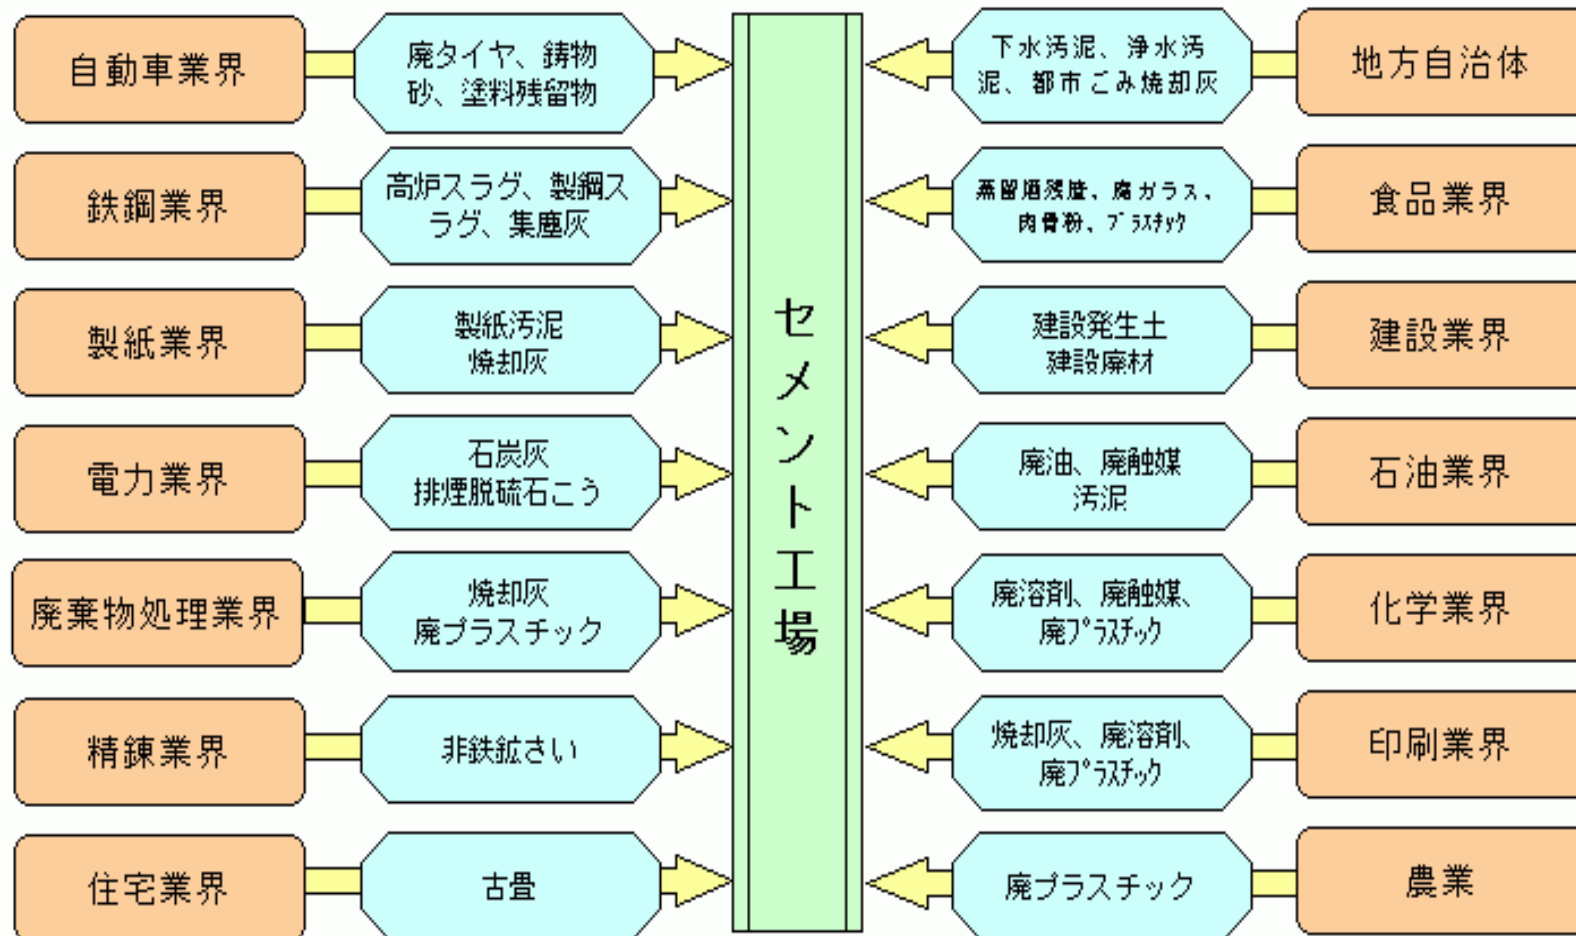 自動車業界
廃タイヤ、鋳物
砂、塗料残留物
下水汚泥、浄水汚
泥、都市ごみ焼却灰
地方自治体
鉄鋼業界
高炉スラグ、製鋼ス
ラグ、集塵灰
蒸留酒残渣、廃ガラス、
肉骨粉、プラスチック
食品業界
製紙業界
製紙汚泥
焼却灰
建設発生土
建設廃材
建設業界
セメント工場
電力業界
石炭灰
排煙脱硫石こう
廃油、廃触媒
汚泥
石油業界
廃棄物処理業界
焼却灰
廃プラスチック
廃溶剤、廃触媒、
廃プラスチック
化学業界
精錬業界
非鉄鉱さい
焼却灰、廃溶剤、
廃プラスチック
印刷業界
住宅業界
古畳
廃プラスチック
農業